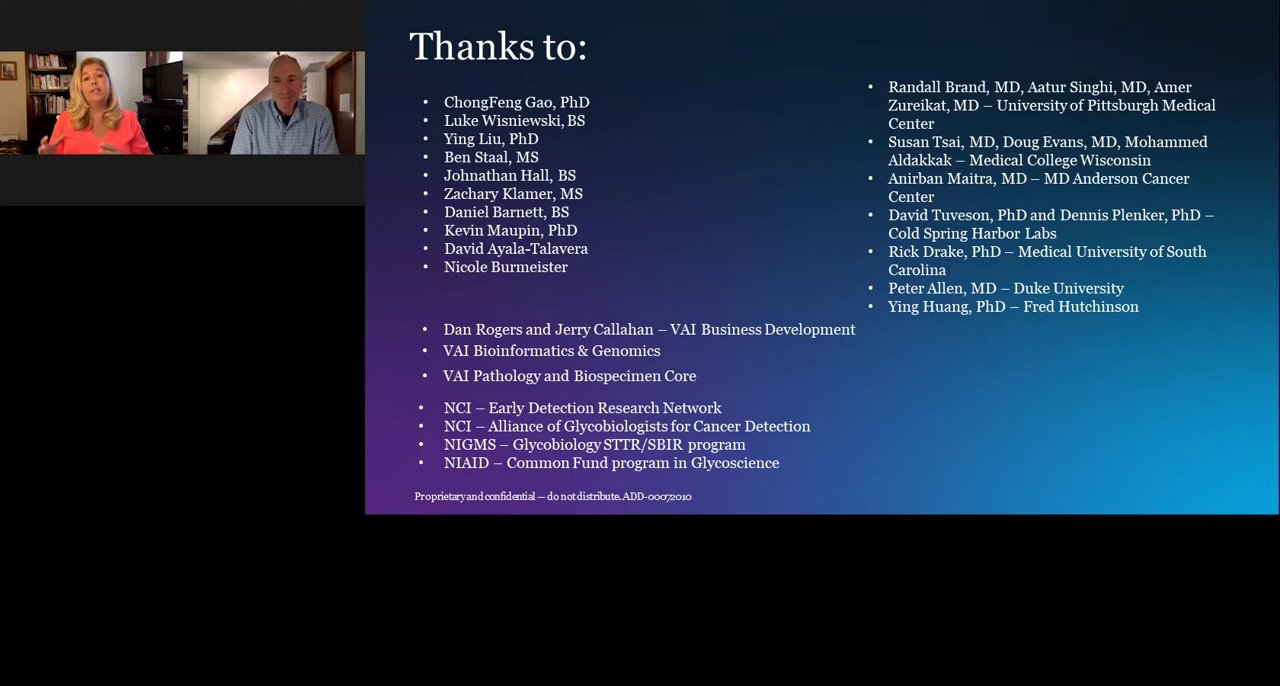 Thanks to:
• ChongFeng Gao, PhD
• Luke Wisniewski, BS
• Ying Liu, PhD
• Ben Staal, MS
• Johnathan Hall, BS
• Zachary Klamer, MS
• Daniel Barnett, BS
• Kevin Maupin, PhD
• David Ayala-Talavera
• Nicole Burmeister
• Dan Rogers and Jerry Callahan – VAI Business Development
• VAI Bioinformatics & Genomics
• VAI Pathology and Biospecimen Core
• NCI – Early Detection Research Network
• NCI – Alliance of Glycobiologists for Cancer Detection
• NIGMS – Glycobiology STTR/SBIR program
• NIAID – Common Fund program in Glycoscience
• Randall Brand, MD, Aatur Singhi, MD, Amer
Zureikat, MD – University of Pittsburgh Medical
Center
• Susan Tsai, MD, Doug Evans, MD, Mohammed
Aldakkak – Medical College Wisconsin
• Anirban Maitra, MD – MD Anderson Cancer
Center
• David Tuveson, PhD and Dennis Plenker, PhD –
Cold Spring Harbor Labs
• Rick Drake, PhD – Medical University of South
Carolina
• Peter Allen, MD – Duke University
• Ying Huang, PhD – Fred Hutchinson
Proprietary and confidential — do not distribute. ADD-00072010